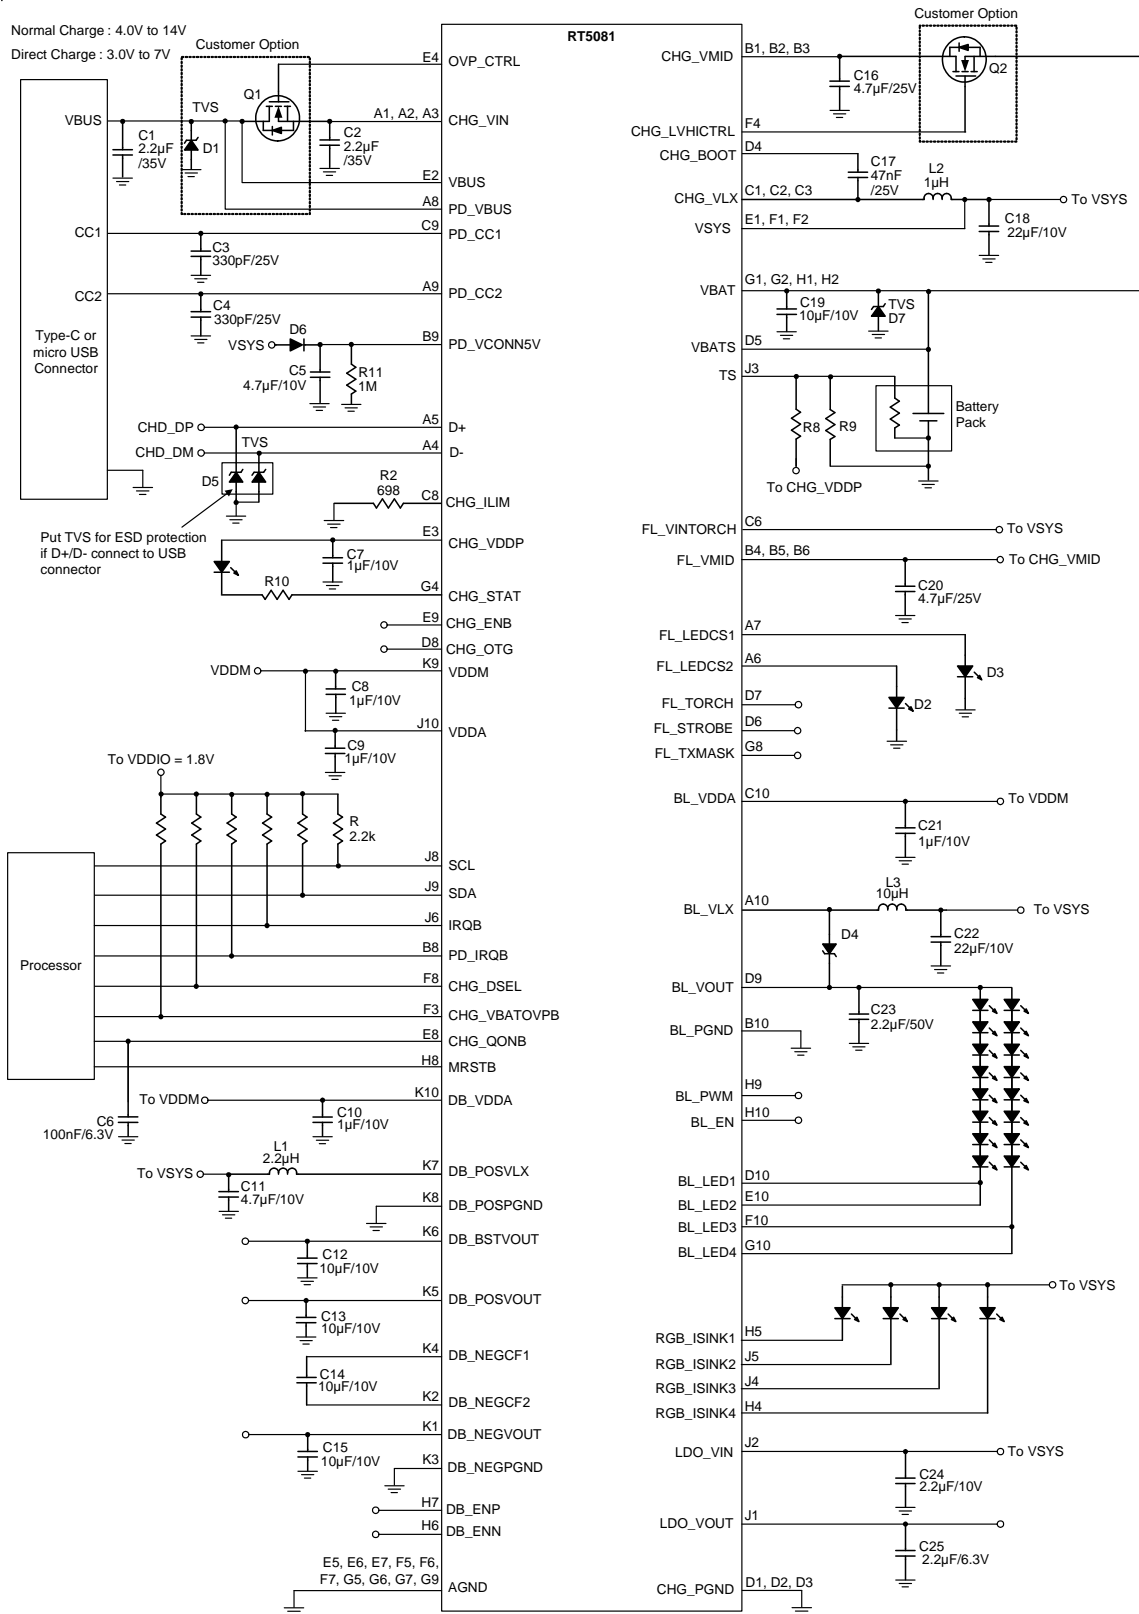 Normal Charge : 4.0V to 14V
Direct Charge : 3.0V to 7V
Customer Option
Customer Option
RT5081
E4 OVP_CTRL
Q1
TVS
D1
VBUS
C1
2.2µF
/35V
A1, A2, A3 CHG_VIN
C2
2.2µF
/35V
E2 VBUS
A8 PD_VBUS
CC1
C9 PD_CC1
C3
330pF/25V
CC2
A9 PD_CC2
C4
330pF/25V
Type-C or
micro USB
Connector
VSYS
D6
B9 PD_VCONN5V
C5
4.7µF/10V
R11
1M
CHD_DP
A5 D+
CHD_DM
TVS
A4 D-
D5
Put TVS for ESD protection
if D+/D- connect to USB
connector
R2
698
C8 CHG_ILIM
E3 CHG_VDDP
C7
1µF/10V
R10
G4 CHG_STAT
E9 CHG_ENB
D8 CHG_OTG
VDDM
K9 VDDM
C8
1µF/10V
J10 VDDA
C9
1µF/10V
To VDDIO = 1.8V
R
2.2k
Processor
J8 SCL
J9 SDA
J6 IRQB
B8 PD_IRQB
F8 CHG_DSEL
F3 CHG_VBATOVPB
E8 CHG_QONB
H8 MRSTB
C6
100nF/6.3V
To VDDM
K10 DB_VDDA
C10
1µF/10V
To VSYS
L1
2.2µH
K7 DB_POSVLX
C11
4.7µF/10V
K8 DB_POSPGND
K6 DB_BSTVOUT
C12
10µF/10V
K5 DB_POSVOUT
C13
10µF/10V
K4 DB_NEGCF1
C14
10µF/10V
K2 DB_NEGCF2
K1 DB_NEGVOUT
C15
10µF/10V
K3 DB_NEGPGND
H7 DB_ENP
H6 DB_ENN
E5, E6, E7, F5, F6,
F7, G5, G6, G7, G9 AGND
CHG_VMID B1, B2, B3
C16
4.7µF/25V
Q2
CHG_LVHICTRL F4
CHG_BOOT D4
C17
47nF
/25V
L2
1µH
CHG_VLX C1, C2, C3
To VSYS
VSYS E1, F1, F2
C18
22µF/10V
VBAT G1, G2, H1, H2
C19
10µF/10V
TVS
D7
VBATS D5
TS J3
R8
R9
Battery
Pack
To CHG_VDDP
FL_VINTORCH C6 To VSYS
FL_VMID B4, B5, B6 To CHG_VMID
C20
4.7µF/25V
FL_LEDCS1 A7
D3
FL_LEDCS2 A6
D2
FL_TORCH D7
FL_STROBE D6
FL_TXMASK G8
BL_VDDA C10 To VDDM
C21
1µF/10V
L3
10µH
BL_VLX A10 To VSYS
D4
C22
22µF/10V
BL_VOUT D9
C23
2.2µF/50V
BL_PGND B10
BL_PWM H9
BL_EN H10
BL_LED1 D10
BL_LED2 E10
BL_LED3 F10
BL_LED4 G10
To VSYS
RGB_ISINK1 H5
RGB_ISINK2 J5
RGB_ISINK3 J4
RGB_ISINK4 H4
LDO_VIN J2 To VSYS
C24
2.2µF/10V
LDO_VOUT J1
C25
2.2µF/6.3V
CHG_PGND D1, D2, D3